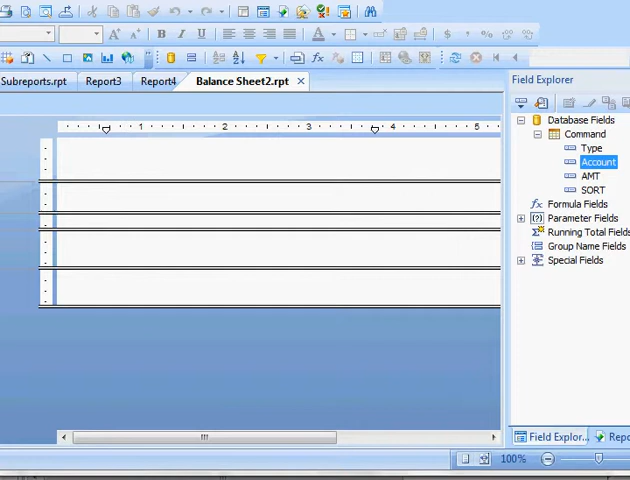 B I U A $ %
Subreports.rpt Report3 Report4 Balance Sheet2.rpt
Field Explorer
1 2 3 4 5
Database Fields
Command
Type
Account
AMT
SORT
Formula Fields
Parameter Fields
Running Total Fields
Group Name Fields
Special Fields
Field Explor... Repo
100%